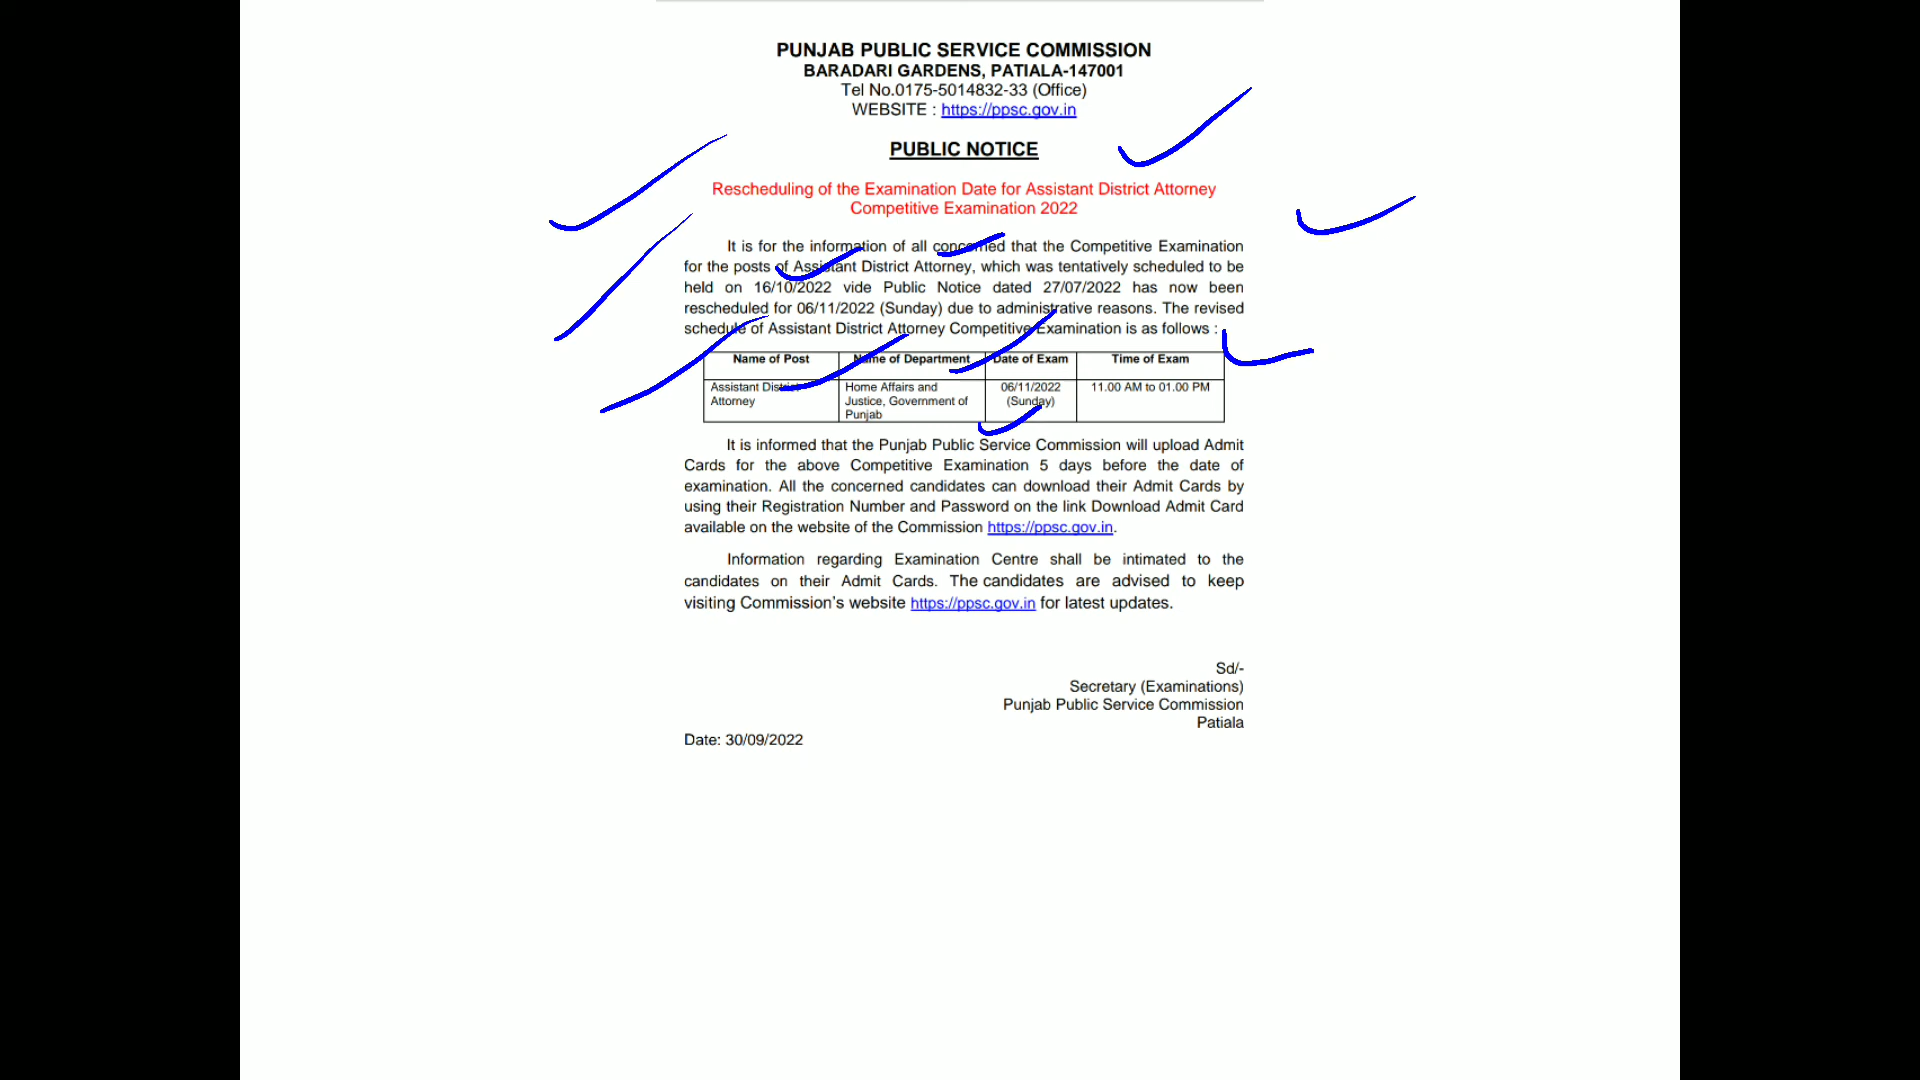 PUNJAB PUBLIC SERVICE COMMISSION
BARADARI GARDENS, PATIALA-147001
Tel No.0175-5014832-33 (Office)
WEBSITE : https://ppsc.gov.in
PUBLIC NOTICE
Rescheduling of the Examination Date for Assistant District Attorney
Competitive Examination 2022
It is for the information of all concerned that the Competitive Examination
for the posts of Assistant District Attorney, which was tentatively scheduled to be
held on 16/10/2022 vide Public Notice dated 27/07/2022 has now been
rescheduled for 06/11/2022 (Sunday) due to administrative reasons. The revised
schedule of Assistant District Attorney Competitive Examination is as follows :
Name of Post Name of Department Date of Exam Time of Exam
Assistant District Home Affairs and 06/11/2022 11.00 AM to 01.00 PM
Attorney Justice, Government of (Sunday)
Punjab
It is informed that the Punjab Public Service Commission will upload Admit
Cards for the above Competitive Examination 5 days before the date of
examination. All the concerned candidates can download their Admit Cards by
using their Registration Number and Password on the link Download Admit Card
available on the website of the Commission https://ppsc.gov.in.
Information regarding Examination Centre shall be intimated to the
candidates on their Admit Cards. The candidates are advised to keep
visiting Commission's website https://ppsc.gov.in for latest updates.
Sd/-
Secretary (Examinations)
Punjab Public Service Commission
Patiala
Date: 30/09/2022